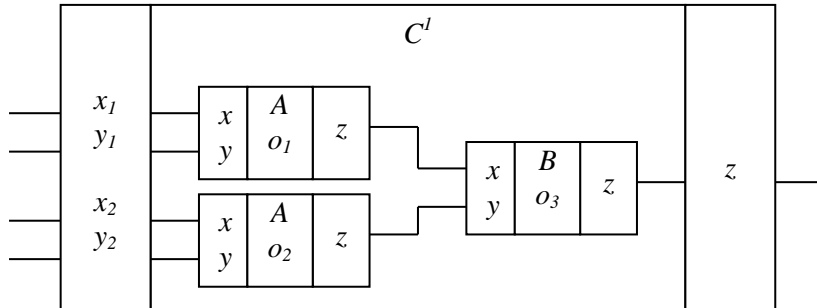 C¹
x₁
y₁
x₂
y₂
x A z
y o₁
x A z
y o₂
x B z
y o₃
z